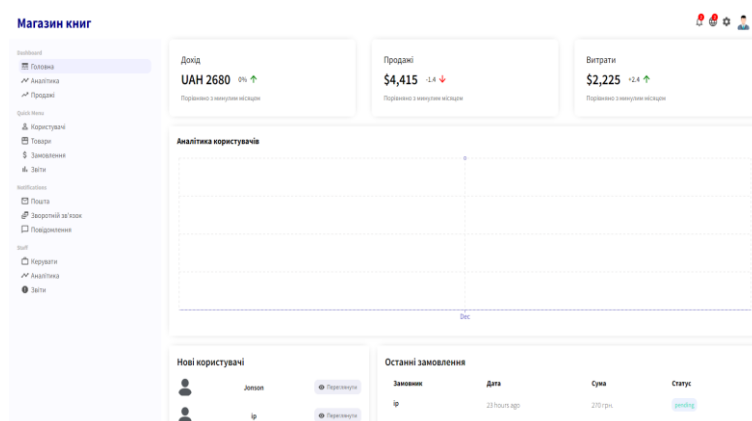 Магазин книг
Dashboard
Головна
Аналітика
Продажі
Quick Menu
Користувачі
Товари
$ Замовлення
Звіти
Notifications
Пошта
Зворотній зв'язок
Повідомлення
Staff
Керувати
Аналітика
Звіти
Дохід
UAH 2680 0%
Порівняно з минулим місяцем
Продажі
$4,415 -1.4
Порівняно з минулим місяцем
Витрати
$2,225 +2.4
Порівняно з минулим місяцем
Аналітика користувачів
Dec
Нові користувачі
Jonson Переглянути
ip Переглянути
Останні замовлення
Замовник Дата Сума Статус
ip 23 hours ago 270 грн. pending